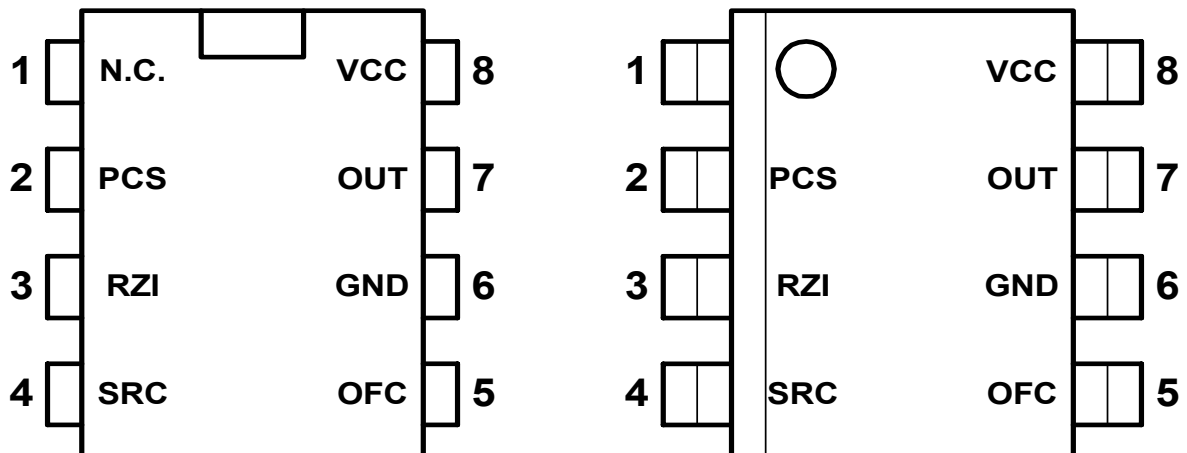 1 N.C. VCC 8 1 VCC 8
2 PCS OUT 7 2 PCS OUT 7
3 RZI GND 6 3 RZI GND 6
4 SRC OFC 5 4 SRC OFC 5